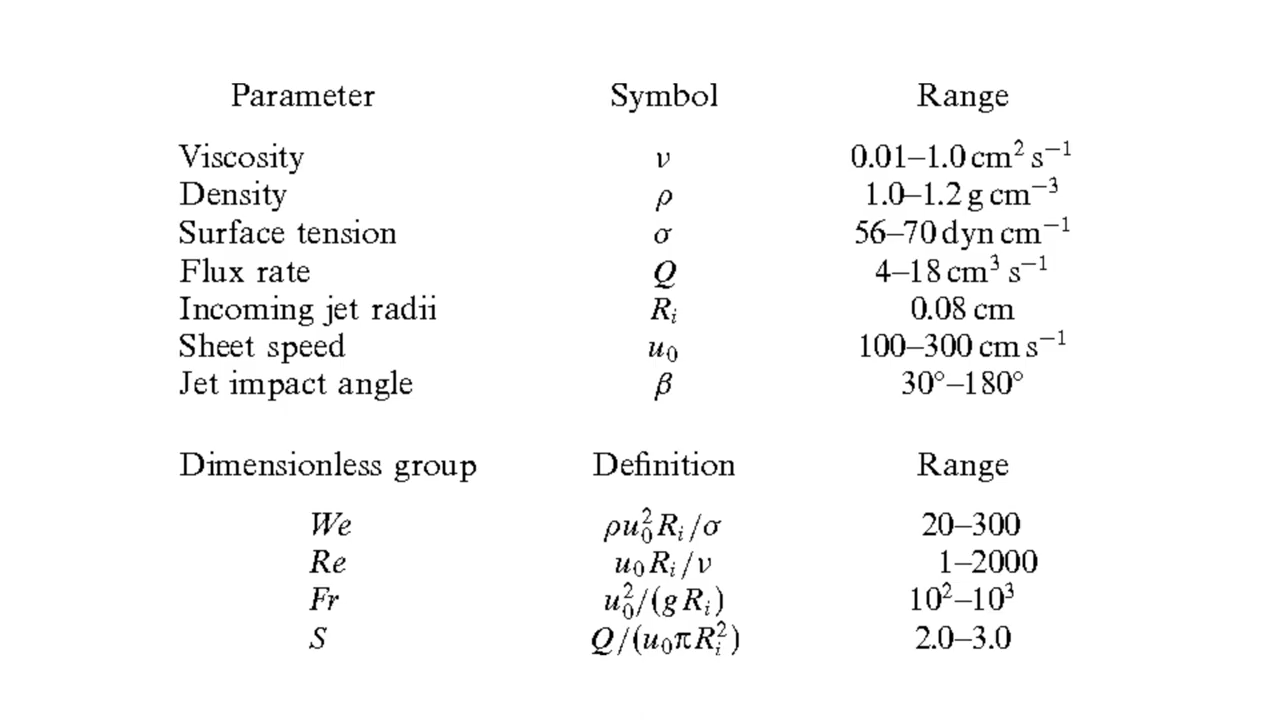 Parameter Symbol Range
Viscosity ν 0.01–1.0 cm² s⁻¹
Density ρ 1.0–1.2 g cm⁻³
Surface tension σ 56–70 dyn cm⁻¹
Flux rate Q 4–18 cm³ s⁻¹
Incoming jet radii Rᵢ 0.08 cm
Sheet speed u₀ 100–300 cm s⁻¹
Jet impact angle β 30°–180°
Dimensionless group Definition Range
We ρu₀²Rᵢ/σ 20–300
Re u₀Rᵢ/ν 1–2000
Fr u₀²/(gRᵢ) 10²–10³
S Q/(u₀πRᵢ²) 2.0–3.0